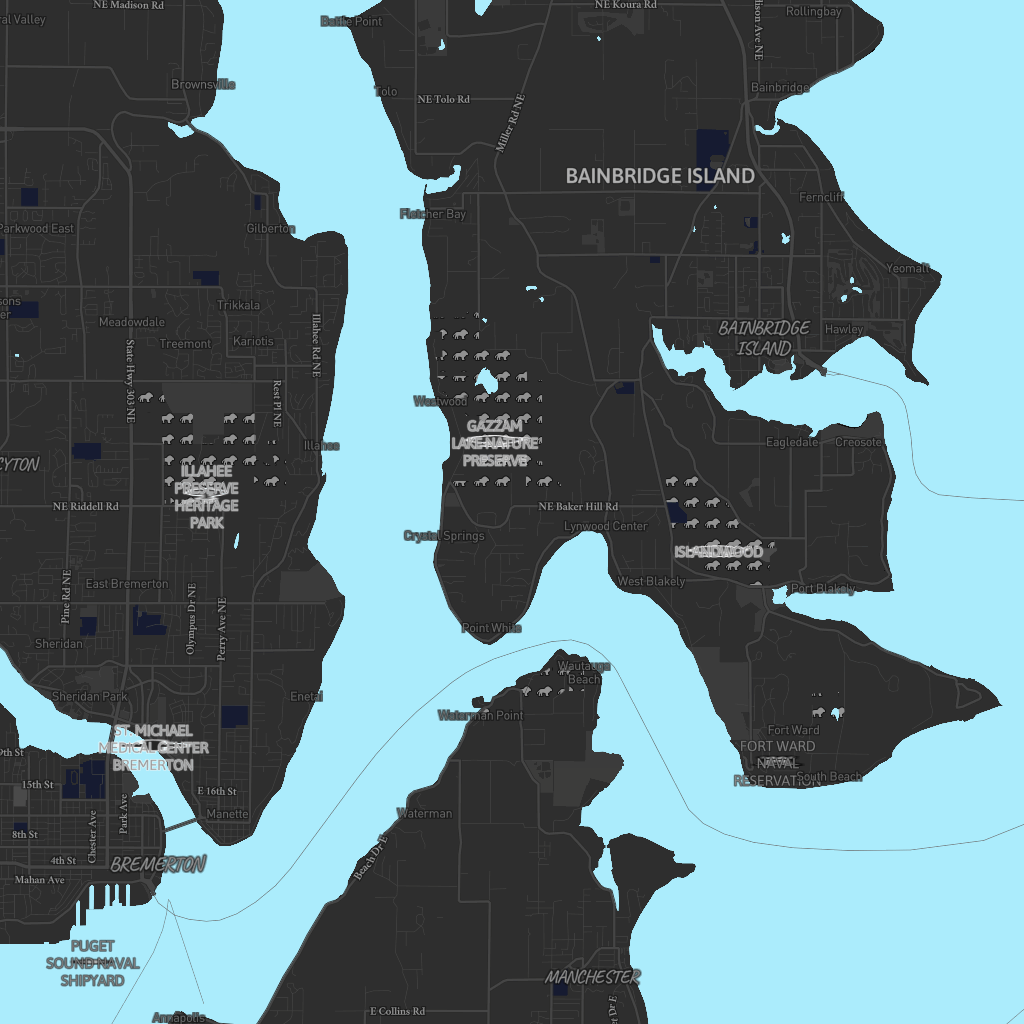 NE Madison Rd
NE Koura Rd
Rollingbay
Battle Point
Brownsville
Tolo
NE Tolo Rd
Miller Rd NE
Bainbridge
BAINBRIDGE ISLAND
Ferncliff
Fletcher Bay
Parkwood East
Gilberton
Yeomalt
Trikkala
Meadowdale
Treemont
Kariotis
BAINBRIDGE
ISLAND
Hawley
State Hwy 303 NE
Illahee Rd NE
Rest Pl NE
Westwood
GAZZAM
LAKE NATURE
PRESERVE
Illahee
Eagledale
Creosote
ILLAHEE
PRESERVE
HERITAGE
PARK
NE Riddell Rd
NE Baker Hill Rd
Lynwood Center
Crystal Springs
ISLANDWOOD
East Bremerton
West Blakely
Port Blakely
Pine Rd NE
Olympus Dr NE
Perry Ave NE
Point White
Sheridan
Wautauga
Beach
Sheridan Park
Enetai
Waterman Point
ST. MICHAEL
MEDICAL CENTER
BREMERTON
Fort Ward
FORT WARD
NAVAL
RESERVATION
South Beach
9th St
15th St
E 16th St
Park Ave
Chester Ave
Manette
Waterman
8th St
4th St
Mahan Ave
BREMERTON
Beach Dr E
PUGET
SOUND NAVAL
SHIPYARD
MANCHESTER
E Collins Rd
Annapolis